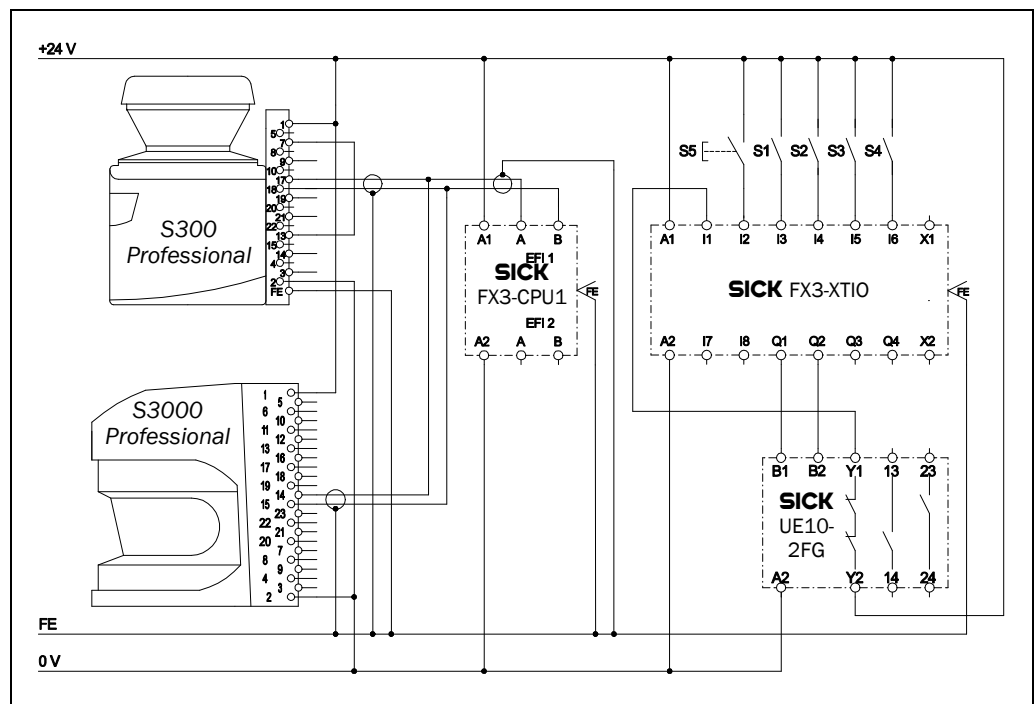 +24 V
S300
Professional
1
5
7
8
9
10
17
18
19
20
21
22
13
15
14
4
3
2
FE
S3000
Professional
1
5
6
10
11
12
13
16
17
18
19
14
15
23
22
21
20
7
8
9
4
3
2
A1 A B
EFI 1
SICK
FX3-CPU1
FE
EFI 2
A2 A B
S5 S1 S2 S3 S4
A1 I1 I2 I3 I4 I5 I6 X1
SICK FX3-XTIO
FE
A2 I7 I8 Q1 Q2 Q3 Q4 X2
B1 B2 Y1 13 23
SICK
UE10-
2FG
A2 Y2 14 24
FE
0 V